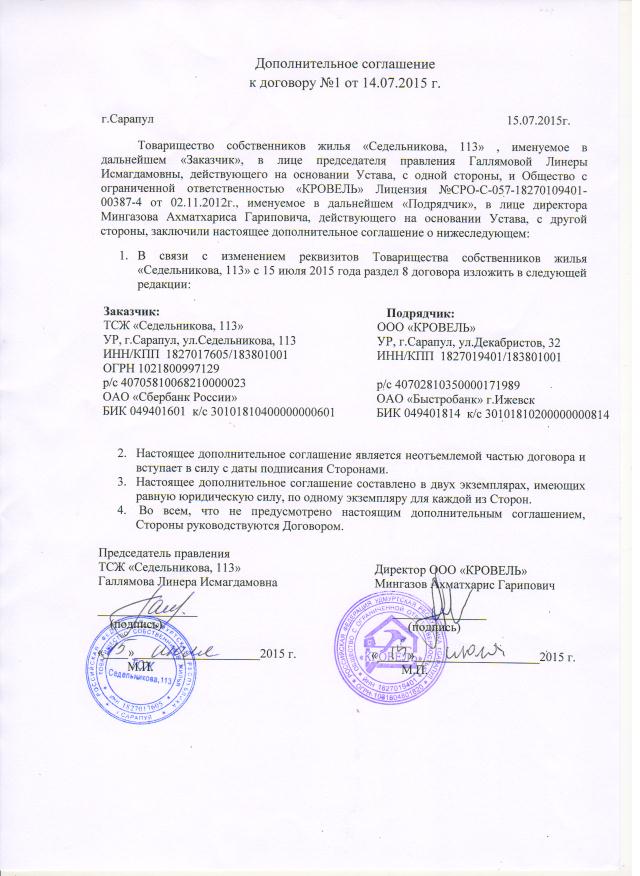 Дополнительное соглашение
к договору №1 от 14.07.2015 г.
г.Сарапул 15.07.2015г.
Товарищество собственников жилья «Седельникова, 113» , именуемое в
дальнейшем «Заказчик», в лице председателя правления Галлямовой Линеры
Исмагдамовны, действующего на основании Устава, с одной стороны, и Общество с
ограниченной ответственностью «КРОВЕЛЬ» Лицензия №СРО-С-057-18270109401-
00387-4 от 02.11.2012г., именуемое в дальнейшем «Подрядчик», в лице директора
Мингазова Ахматхариса Гариповича, действующего на основании Устава, с другой
стороны, заключили настоящее дополнительное соглашение о нижеследующем:
1. В связи с изменением реквизитов Товарищества собственников жилья
«Седельникова, 113» с 15 июля 2015 года раздел 8 договора изложить в следующей
редакции:
Заказчик: Подрядчик:
ТСЖ «Седельникова, 113» ООО «КРОВЕЛЬ»
УР, г.Сарапул, ул.Седельникова, 113 УР, г.Сарапул, ул.Декабристов, 32
ИНН/КПП 1827017605/183801001 ИНН/КПП 1827019401/183801001
ОГРН 1021800997129
р/с 40705810068210000023 р/с 40702810350000171989
ОАО «Сбербанк России» ОАО «Быстробанк» г.Ижевск
БИК 049401601 к/с 30101810400000000601 БИК 049401814 к/с 30101810200000000814
2. Настоящее дополнительное соглашение является неотъемлемой частью договора и
вступает в силу с даты подписания Сторонами.
3. Настоящее дополнительное соглашение составлено в двух экземплярах, имеющих
равную юридическую силу, по одному экземпляру для каждой из Сторон.
4. Во всем, что не предусмотрено настоящим дополнительным соглашением,
Стороны руководствуются Договором.
Председатель правления
ТСЖ «Седельникова, 113» Директор ООО «КРОВЕЛЬ»
Галлямова Линера Исмагдамовна Мингазов Ахматхарис Гарипович
(подпись) (подпись)
«15» июля 2015 г. «15» июля 2015 г.
М.П. М.П.
ТСЖ
Седельникова, 113
ИНН 1827017605
г.САРАПУЛ
КРОВЕЛЬ
ИНН 1827019401